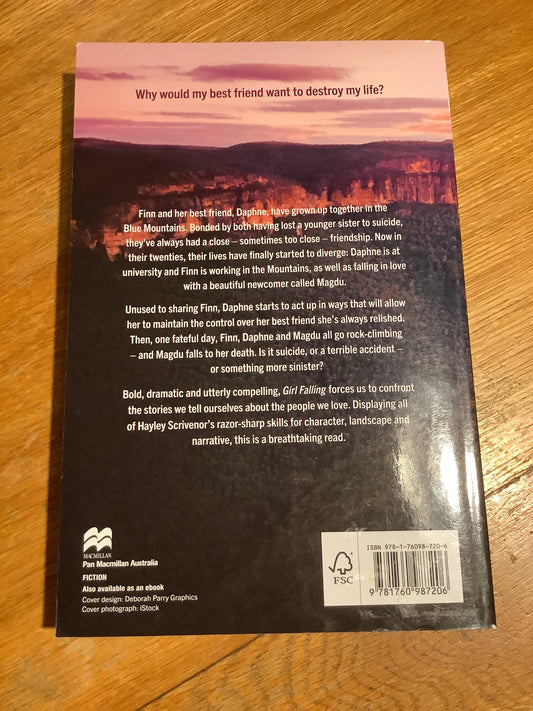 Why would my best friend want to destroy my life?
Finn and her best friend, Daphne, have grown up together in the
Blue Mountains. Bonded by both having lost a younger sister to suicide,
they've always had a close – sometimes too close – friendship. Now in
their twenties, their lives have finally started to diverge: Daphne is at
university and Finn is working in the Mountains, as well as falling in love
with a beautiful newcomer called Magdu.
Unused to sharing Finn, Daphne starts to act up in ways that will allow
her to maintain the control over her best friend she's always relished.
Then, one fateful day, Finn, Daphne and Magdu all go rock-climbing
– and Magdu falls to her death. Is it suicide, or a terrible accident –
or something more sinister?
Bold, dramatic and utterly compelling, Girl Falling forces us to confront
the stories we tell ourselves about the people we love. Displaying all
of Hayley Scrivenor's razor-sharp skills for character, landscape and
narrative, this is a breathtaking read.
MACMILLAN
Pan Macmillan Australia
FICTION
Also available as an ebook
Cover design: Deborah Parry Graphics
Cover photograph: iStock
FSC
ISBN 978-1-76098-720-6
9 781760 987206